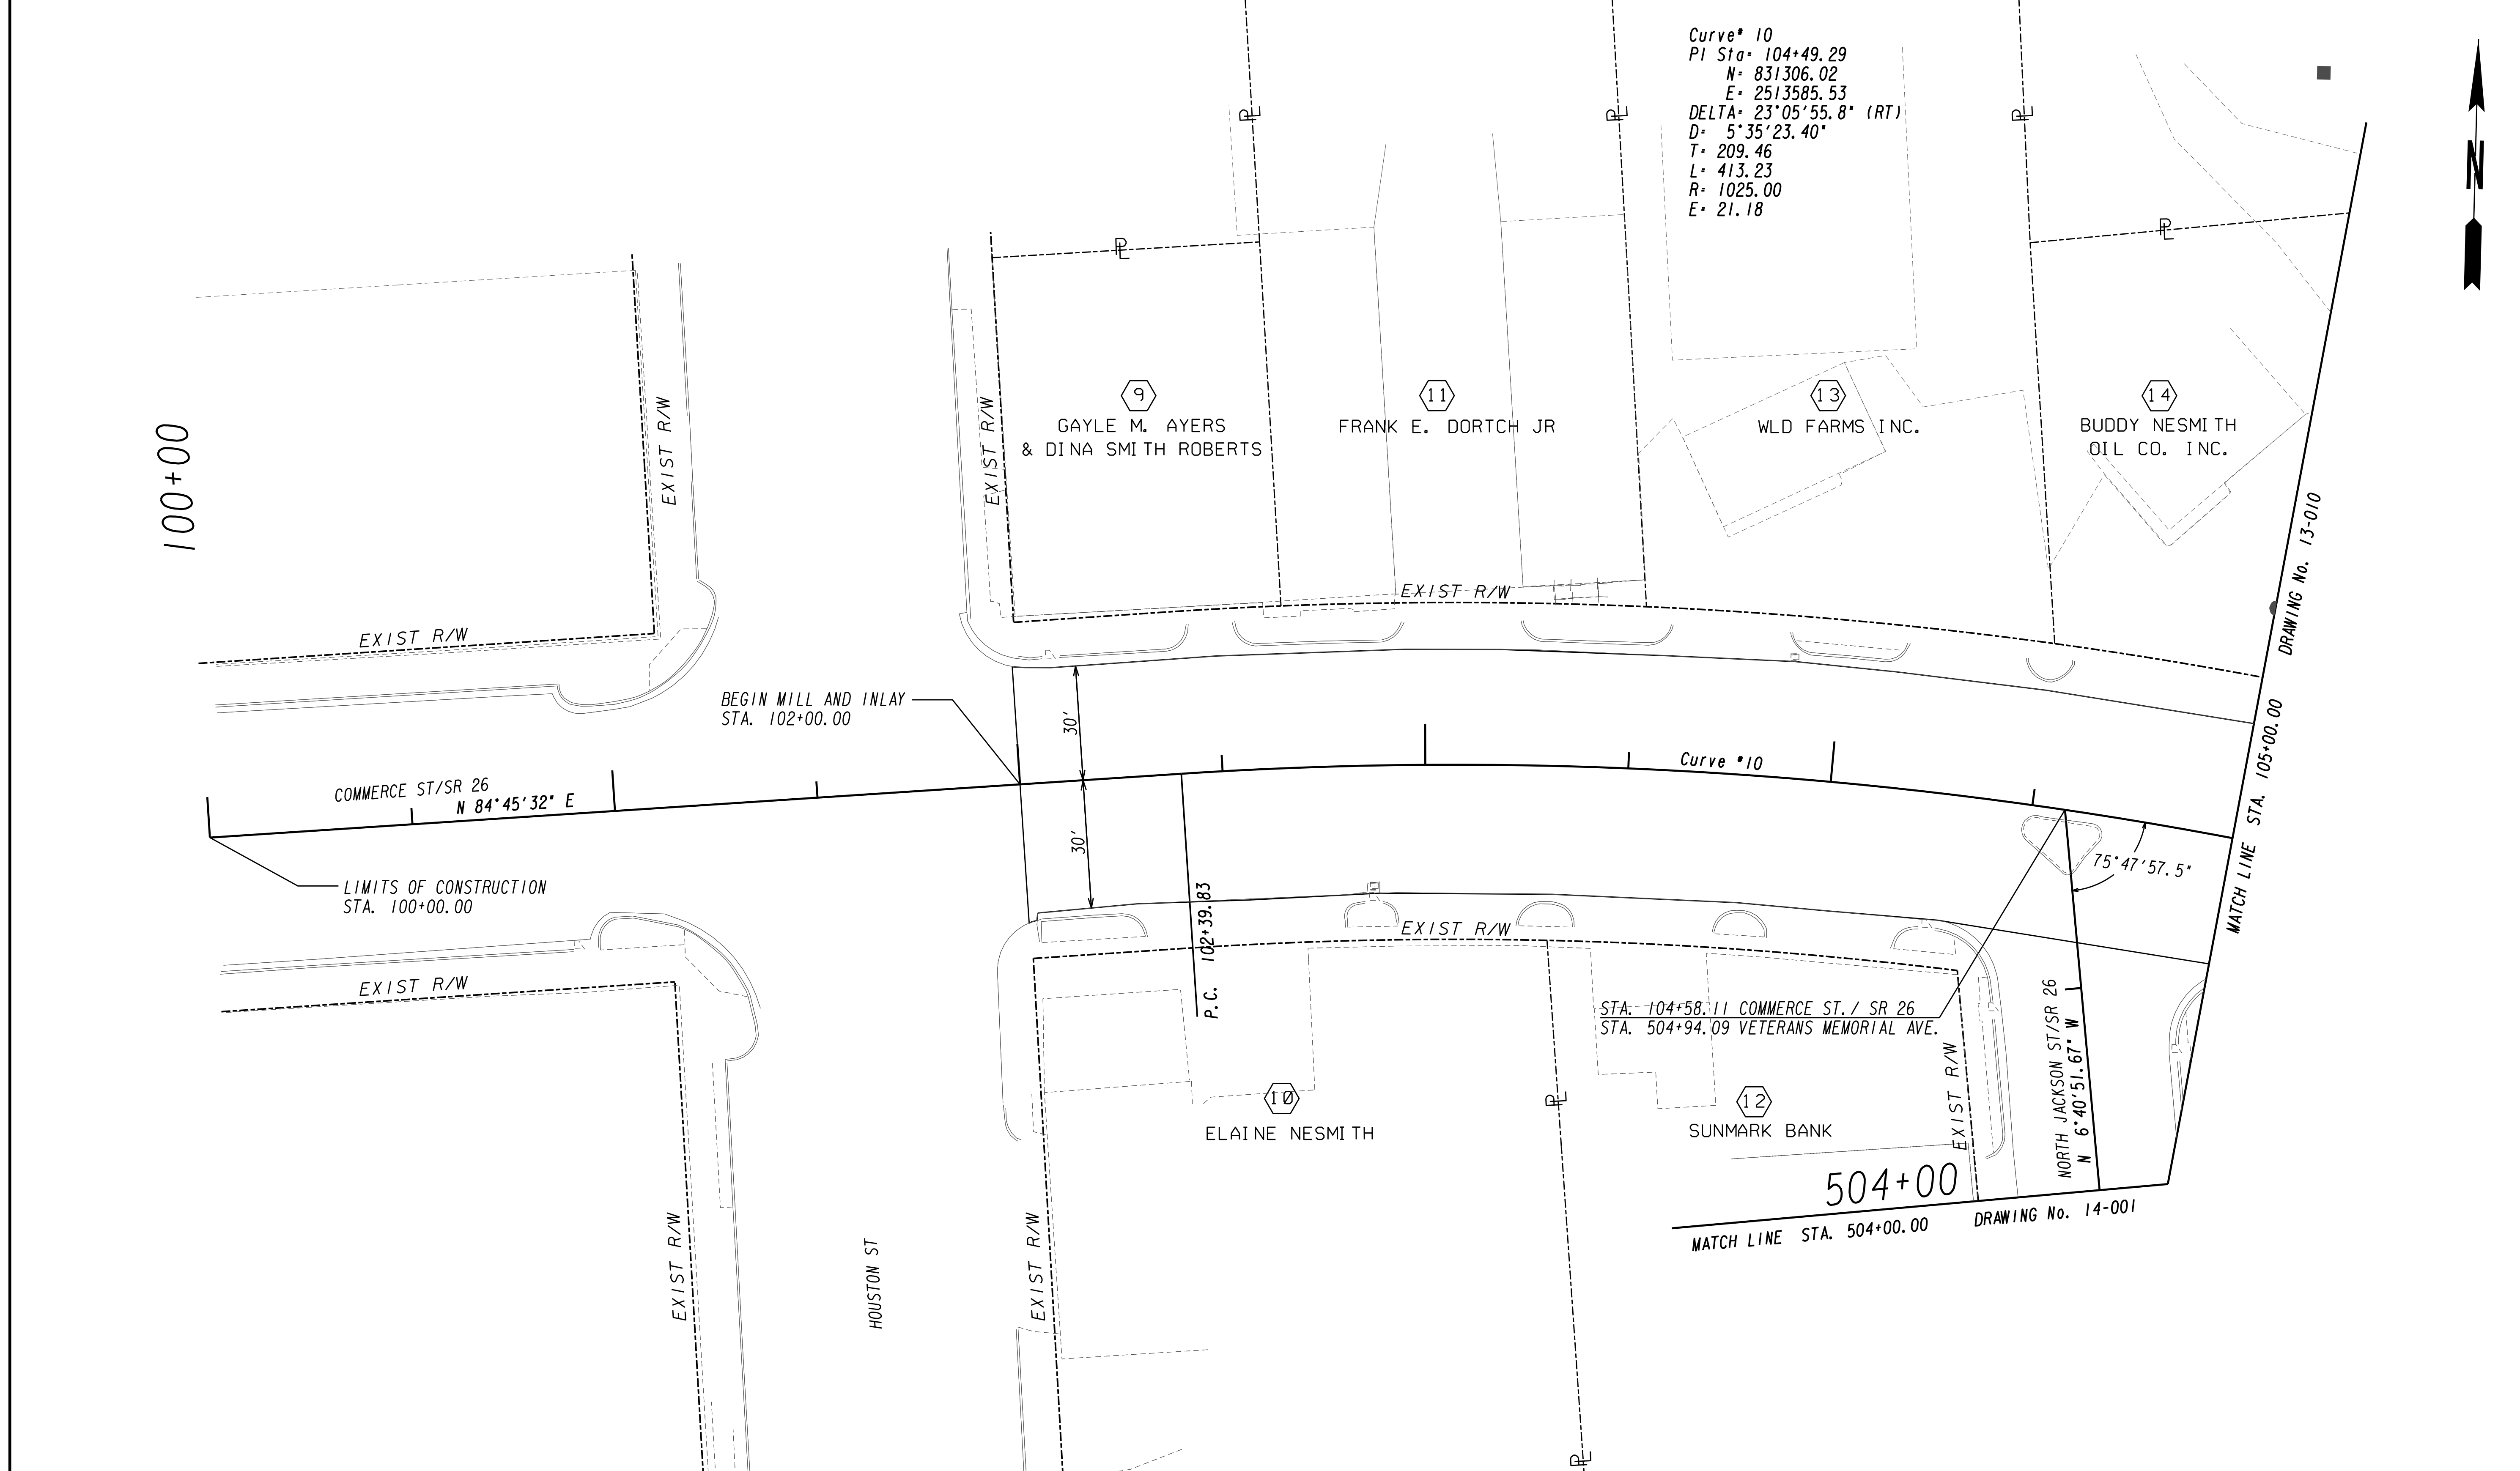 Curve# 10
PI Sta= 104+49.29
N= 831306.02
E= 2513585.53
DELTA= 23°05'55.8" (RT)
D= 5°35'23.40"
T= 209.46
L= 413.23
R= 1025.00
E= 21.18
N
PL
PL
PL
PL
PL
100+00
EXIST R/W
EXIST R/W
9
GAYLE M. AYERS
& DINA SMITH ROBERTS
11
FRANK E. DORTCH JR
13
WLD FARMS INC.
14
BUDDY NESMITH
OIL CO. INC.
EXIST R/W
EXIST R/W
BEGIN MILL AND INLAY
STA. 102+00.00
30'
30'
Curve #10
COMMERCE ST/SR 26
N 84°45'32" E
LIMITS OF CONSTRUCTION
STA. 100+00.00
P.C. 102+39.83
75°47'57.5"
MATCH LINE STA. 105+00.00 DRAWING No. 13-010
EXIST R/W
EXIST R/W
STA. 104+58.11 COMMERCE ST./ SR 26
STA. 504+94.09 VETERANS MEMORIAL AVE.
EXIST R/W
NORTH JACKSON ST/SR 26
N 6°40'51.67" W
10
ELAINE NESMITH
PL
12
SUNMARK BANK
504+00
MATCH LINE STA. 504+00.00 DRAWING No. 14-001
EXIST R/W
HOUSTON ST
EXIST R/W
PL